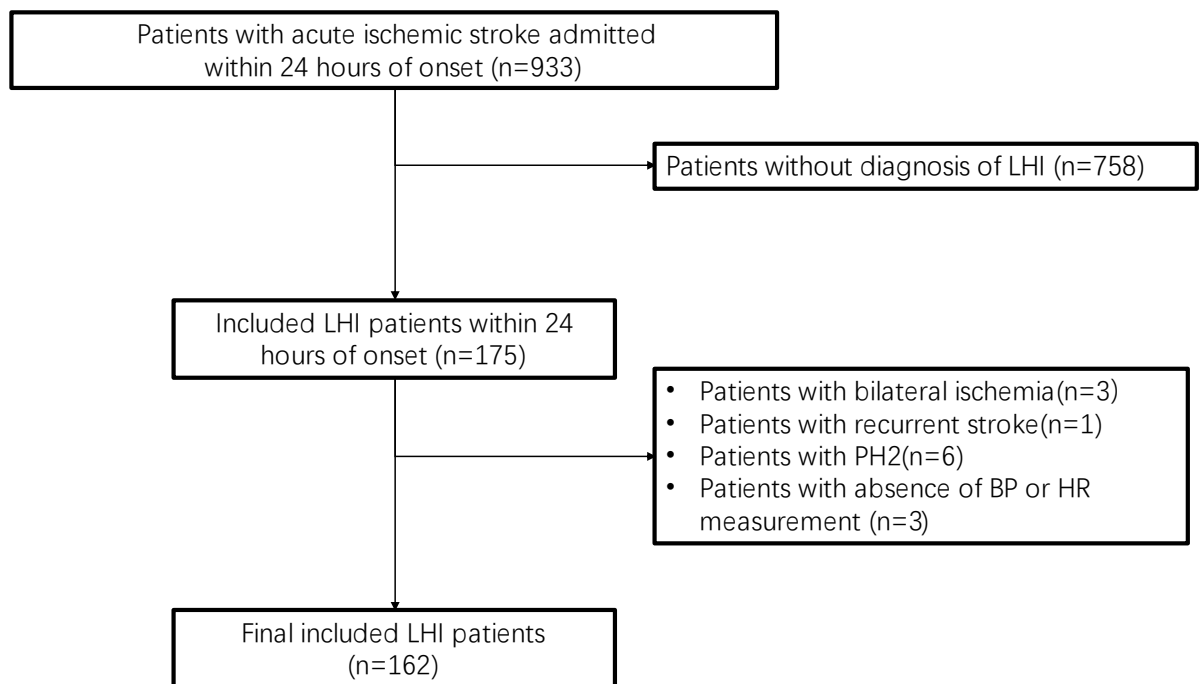 Patients with acute ischemic stroke admitted
within 24 hours of onset (n=933)
Patients without diagnosis of LHI (n=758)
Included LHI patients within 24
hours of onset (n=175)
• Patients with bilateral ischemia(n=3)
• Patients with recurrent stroke(n=1)
• Patients with PH2(n=6)
• Patients with absence of BP or HR
measurement (n=3)
Final included LHI patients
(n=162)